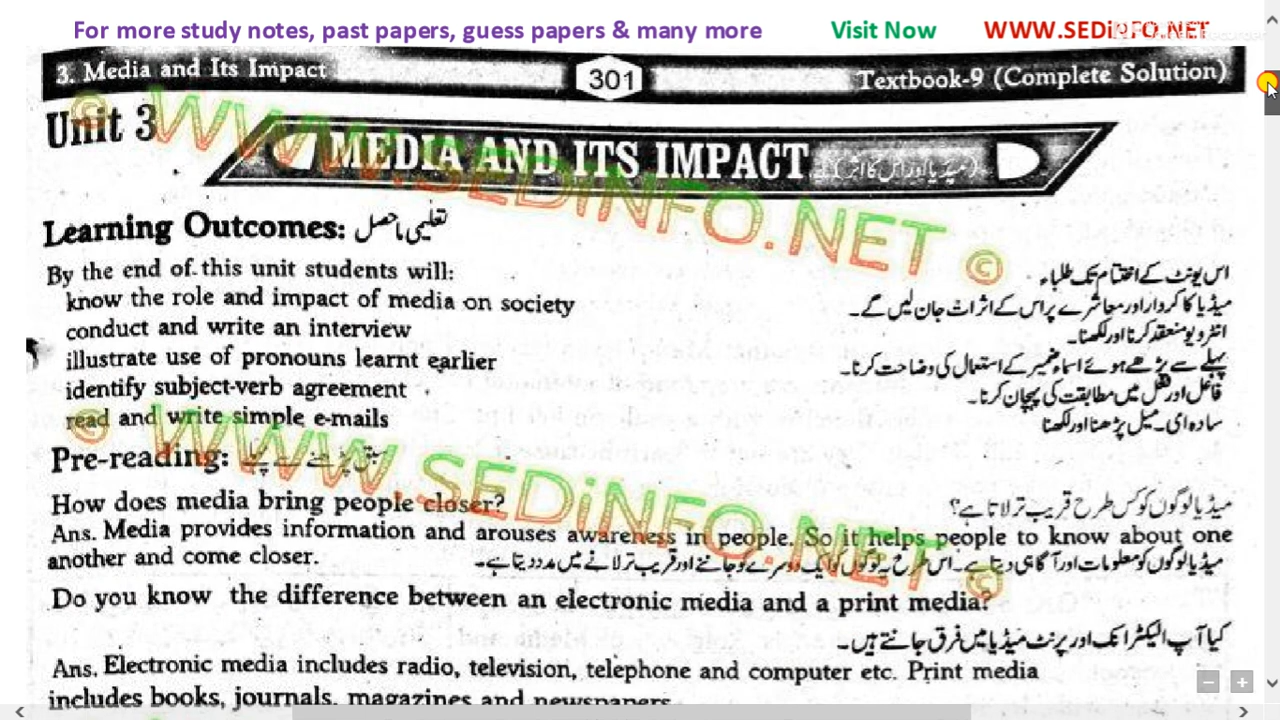 For more study notes, past papers, guess papers & many more Visit Now WWW.SEDiNFO.NET
3. Media and Its Impact 301 Textbook-9 (Complete Solution)
Unit 3
MEDIA AND ITS IMPACT (میڈیا اور اس کا اثر)
WWW.SEDiNFO.NET ©
Learning Outcomes: تعلیمی ماحصل
By the end of this unit students will: اس یونٹ کے اختتام تک طلباء
know the role and impact of media on society میڈیا کا کردار اور معاشرے پر اس کے اثرات جان لیں گے۔
conduct and write an interview انٹرویو منعقد کرنا اور لکھنا۔
illustrate use of pronouns learnt earlier پہلے سے پڑھے ہوئے اسماء ضمیر کے استعمال کی وضاحت کرنا۔
identify subject-verb agreement فاعل اور فعل میں مطابقت کی پہچان کرنا۔
read and write simple e-mails سادہ ای۔میل پڑھنا اور لکھنا
Pre-reading: سبق پڑھنے سے پہلے
© WWW.SEDiNFO.NET ©
How does media bring people closer? میڈیا لوگوں کو کس طرح قریب تر لاتا ہے؟
Ans. Media provides information and arouses awareness in people. So it helps people to know about one
another and come closer. میڈیا لوگوں کو معلومات اور آگاہی دیتا ہے۔ اس طرح یہ لوگوں کو ایک دوسرے کو جاننے اور قریب تر لانے میں مدد دیتا ہے۔
Do you know the difference between an electronic media and a print media?
کیا آپ الیکٹرانک اور پرنٹ میڈیا میں فرق جانتے ہیں۔
Ans. Electronic media includes radio, television, telephone and computer etc. Print media
includes books, journals, magazines and newspapers.